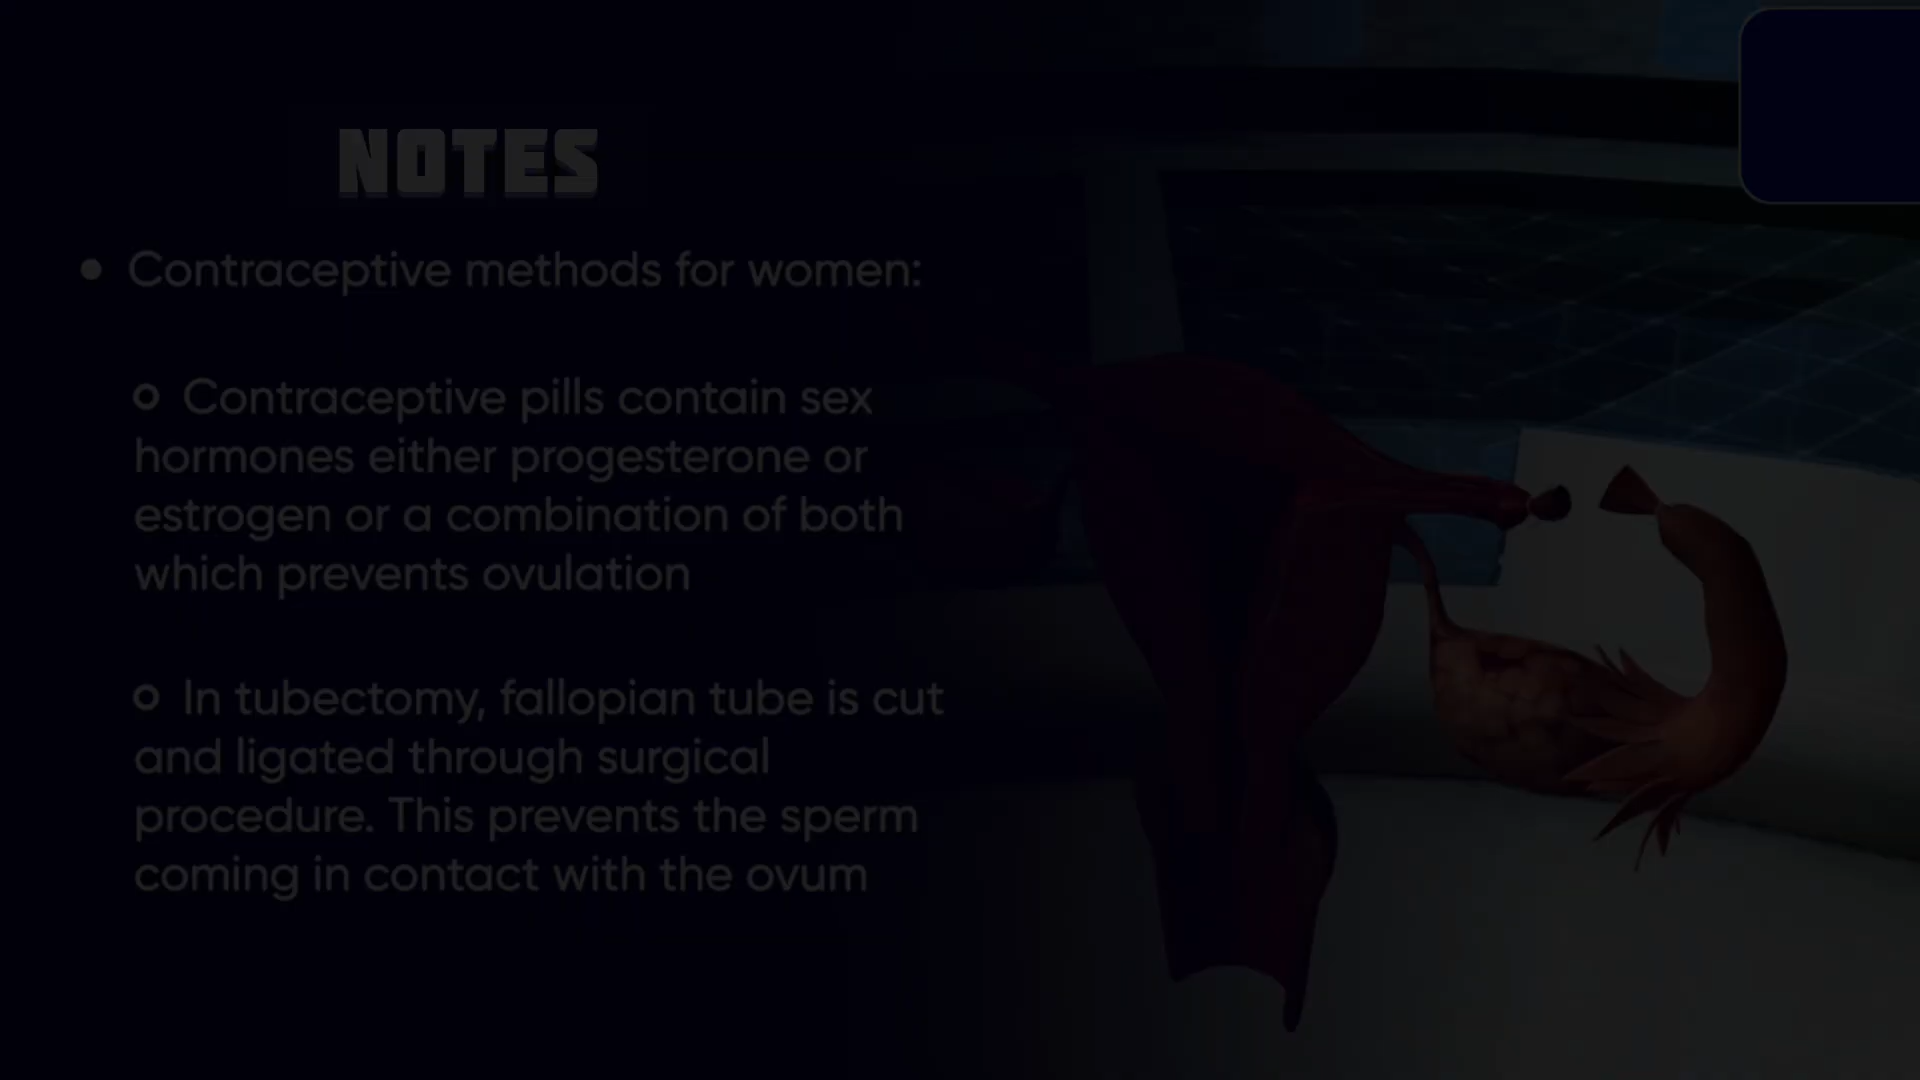 NOTES
• Contraceptive methods for women:
o Contraceptive pills contain sex
hormones either progesterone or
estrogen or a combination of both
which prevents ovulation
o In tubectomy, fallopian tube is cut
and ligated through surgical
procedure. This prevents the sperm
coming in contact with the ovum